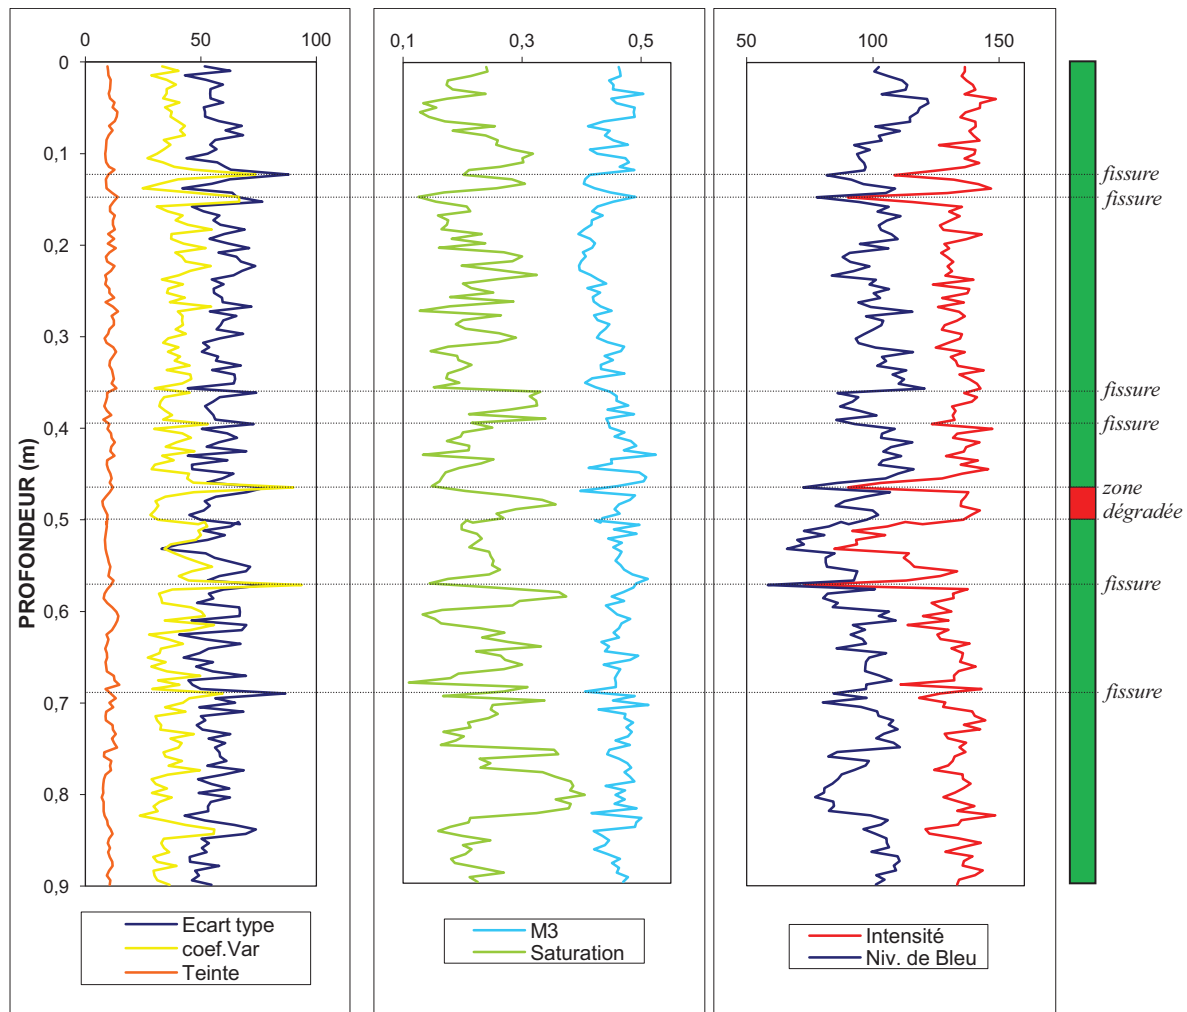 0 50 100
0,1 0,3 0,5
50 100 150
PROFONDEUR (m)
0
0,1
0,2
0,3
0,4
0,5
0,6
0,7
0,8
0,9
fissure
fissure
fissure
fissure
zone
dégradée
fissure
fissure
Ecart type
coef.Var
Teinte
M3
Saturation
Intensité
Niv. de Bleu